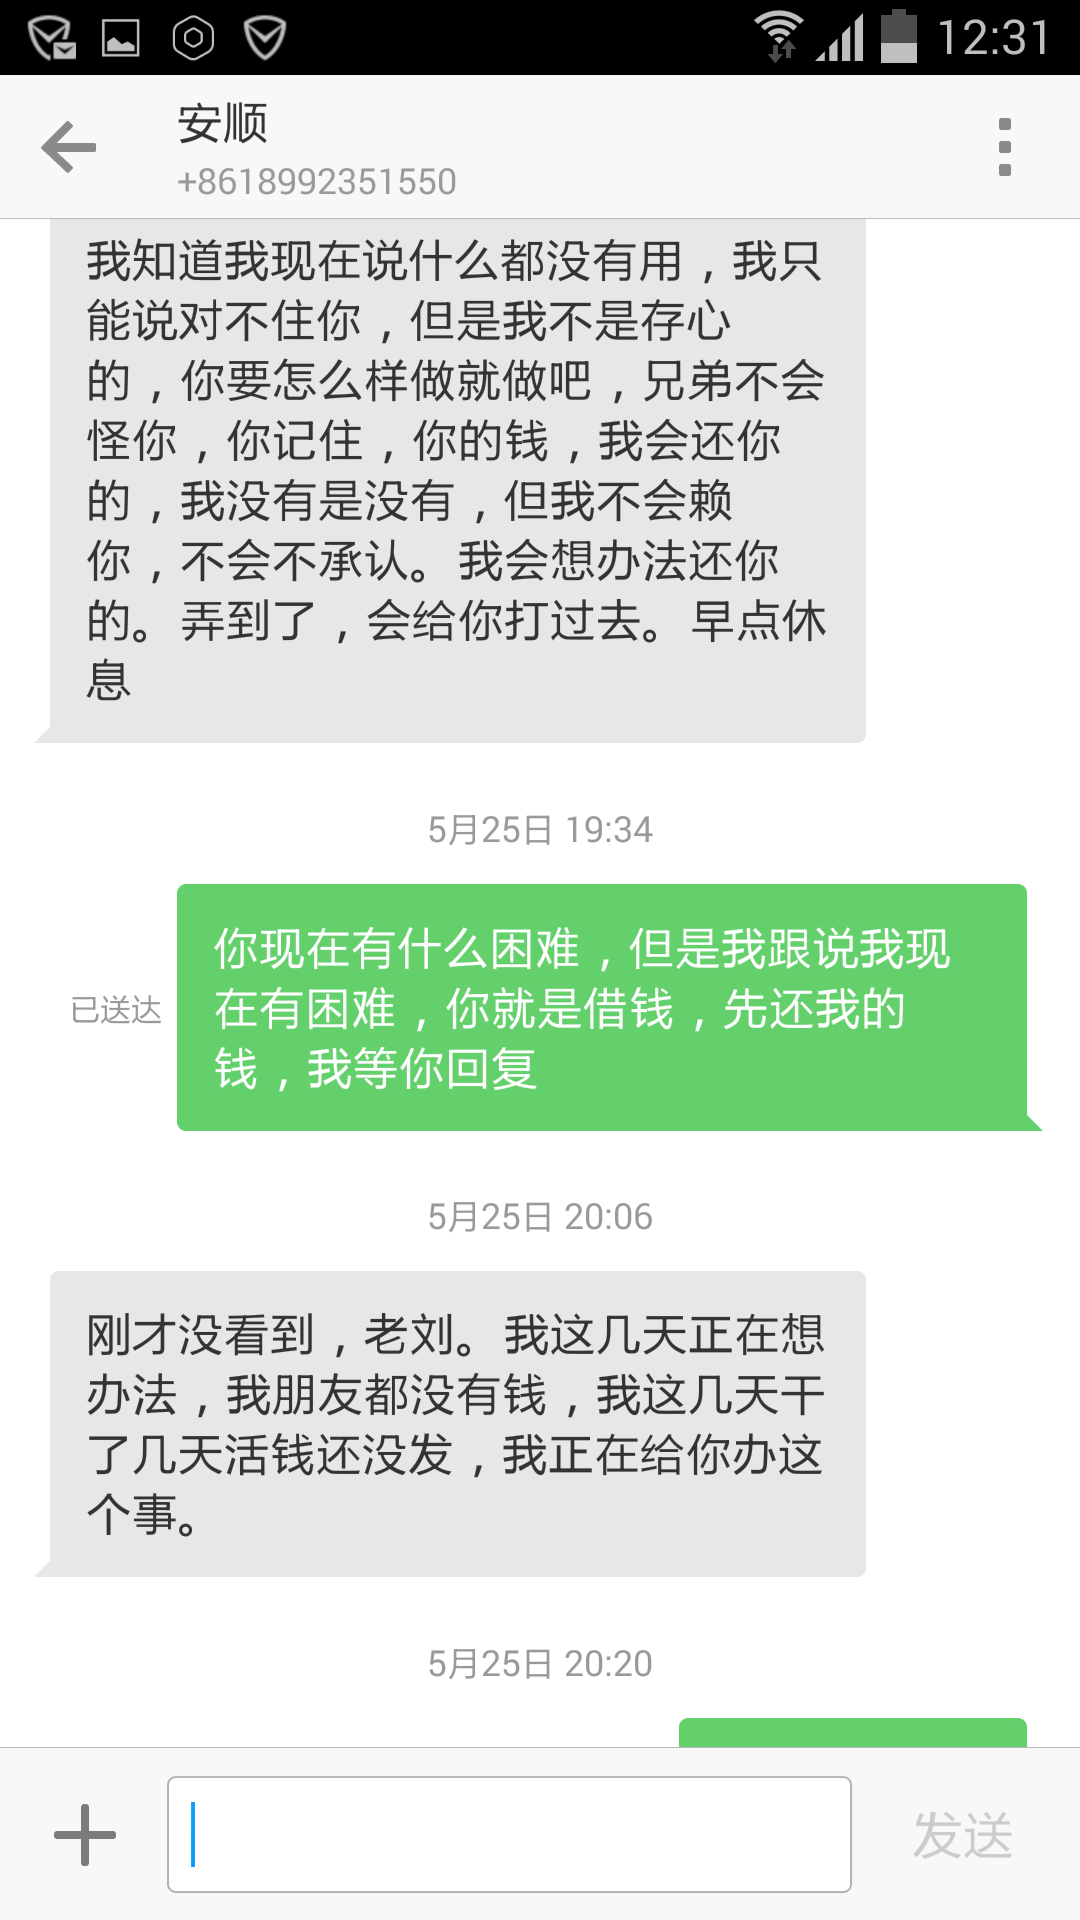 12:31
安顺
+8618992351550
我知道我现在说什么都没有用，我只
能说对不住你，但是我不是存心
的，你要怎么样做就做吧，兄弟不会
怪你，你记住，你的钱，我会还你
的，我没有是没有，但我不会赖
你，不会不承认。我会想办法还你
的。弄到了，会给你打过去。早点休
息
5月25日 19:34
你现在有什么困难，但是我跟说我现
在有困难，你就是借钱，先还我的
钱，我等你回复
已送达
5月25日 20:06
刚才没看到，老刘。我这几天正在想
办法，我朋友都没有钱，我这几天干
了几天活钱还没发，我正在给你办这
个事。
5月25日 20:20
发送